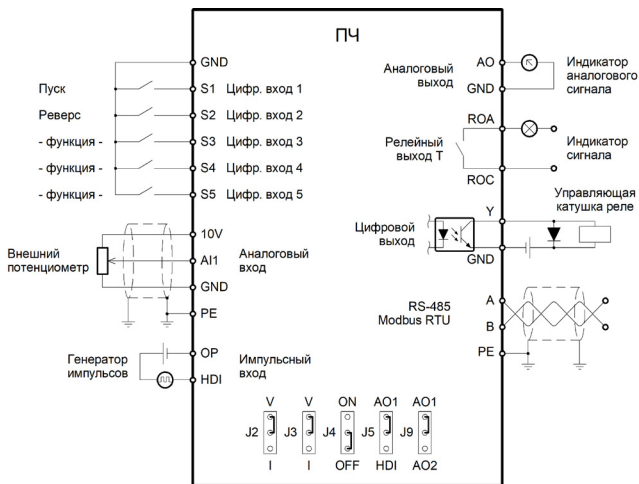 ПЧ
GND
Пуск S1 Цифр. вход 1
Реверс S2 Цифр. вход 2
- функция - S3 Цифр. вход 3
- функция - S4 Цифр. вход 4
- функция - S5 Цифр. вход 5
10V
Внешний
потенциометр
AI1
Аналоговый
вход
GND
PE
Генератор
импульсов
OP
HDI
Импульсный
вход
Аналоговый
выход
AO
GND
Индикатор
аналогового
сигнала
ROA
Релейный
выход T
ROC
Индикатор
сигнала
Управляющая
катушка реле
Y
Цифровой
выход
GND
RS-485
Modbus RTU
A
B
PE
V V ON AO1 AO1
J2 J3 J4 J5 J9
I I OFF HDI AO2